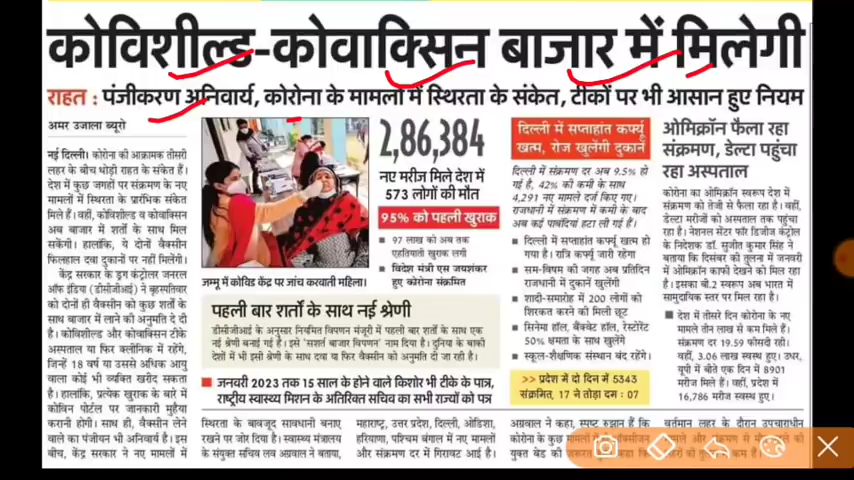 कोविशील्ड-कोवाक्सिन बाजार में मिलेगी
राहत : पंजीकरण अनिवार्य, कोरोना के मामलों में स्थिरता के संकेत, टीकों पर भी आसान हुए नियम
अमर उजाला ब्यूरो
नई दिल्ली। कोरोना की आक्रामक तीसरी
लहर के बीच थोड़ी राहत के संकेत हैं।
देश में कुछ जगहों पर संक्रमण के नए
मामलों में स्थिरता के प्रारंभिक संकेत
मिले हैं। वहीं, कोविशील्ड व कोवाक्सिन
अब बाजार में शर्तों के साथ मिल
सकेंगी। हालांकि, ये दोनों वैक्सीन
फिलहाल दवा दुकानों पर नहीं मिलेंगी।
केंद्र सरकार के ड्रग कंट्रोलर जनरल
ऑफ इंडिया (डीसीजीआई) ने बृहस्पतिवार
को दोनों ही वैक्सीन को कुछ शर्तों के
साथ बाजार में लाने की अनुमति दे दी
है। कोविशील्ड और कोवाक्सिन टीके
अस्पताल या फिर क्लीनिक में रहेंगे,
जिन्हें 18 वर्ष या उससे अधिक आयु
वाला कोई भी व्यक्ति खरीद सकता
है। हालांकि, प्रत्येक खुराक के बारे में
कोविन पोर्टल पर जानकारी मुहैया
करानी होगी। साथ ही, वैक्सीन लेने
वाले का पंजीयन भी अनिवार्य है। इस
बीच, केंद्र सरकार ने नए मामलों में
जम्मू में कोविड केंद्र पर जांच करवाती महिला।
2,86,384
नए मरीज मिले देश में
573 लोगों की मौत
95% को पहली खुराक
97 लाख को अब तक
एहतियाती खुराक लगी
विदेश मंत्री एस जयशंकर
हुए कोरोना संक्रमित
पहली बार शर्तों के साथ नई श्रेणी
डीसीजीआई के अनुसार नियमित विपणन मंजूरी में पहली बार शर्तों के साथ एक
नई श्रेणी बनाई गई है। इसे 'सशर्त बाजार विपणन' नाम दिया है। दुनिया के बाकी
देशों में भी इसी श्रेणी के साथ दवा या फिर वैक्सीन को अनुमति दी जा रही है।
जनवरी 2023 तक 15 साल के होने वाले किशोर भी टीके के पात्र,
राष्ट्रीय स्वास्थ्य मिशन के अतिरिक्त सचिव का सभी राज्यों को पत्र
दिल्ली में सप्ताहांत कर्फ्यू
खत्म, रोज खुलेंगी दुकानें
दिल्ली में संक्रमण दर अब 9.5% हो
गई है, 42% की कमी के साथ
4,291 नए मामले दर्ज किए गए।
राजधानी में संक्रमण में कमी के बाद
अब कई पाबंदियां हटा ली गई हैं।
दिल्ली में सप्ताहांत कर्फ्यू खत्म हो
गया है। रात्रि कर्फ्यू जारी रहेगा
सम-विषम की जगह अब प्रतिदिन
राजधानी में दुकानें खुलेंगी
शादी-समारोह में 200 लोगों को
शिरकत करने की मिली छूट
सिनेमा हॉल, बैंक्वेट हॉल, रेस्टोरेंट
50% क्षमता के साथ खुलेंगे
स्कूल-शैक्षणिक संस्थान बंद रहेंगे।
>> प्रदेश में दो दिन में 5343
संक्रमित, 17 ने तोड़ा दम : 07
ओमिक्रॉन फैला रहा
संक्रमण, डेल्टा पहुंचा
रहा अस्पताल
कोरोना का ओमिक्रॉन स्वरूप देश में
संक्रमण को तेजी से फैला रहा है। वहीं,
डेल्टा मरीजों को अस्पताल तक पहुंचा
रहा है। नेशनल सेंटर फॉर डिजीज कंट्रोल
के निदेशक डॉ. सुजीत कुमार सिंह ने
बताया कि दिसंबर की तुलना में जनवरी
में ओमिक्रॉन काफी देखने को मिल रहा
है। इसका बी.2 स्वरूप अब भारत में
सामुदायिक स्तर पर मिल रहा है।
देश में तीसरे दिन कोरोना के नए
मामले तीन लाख से कम मिले हैं।
संक्रमण दर 19.59 फीसदी रही।
वहीं, 3.06 लाख स्वस्थ हुए। उधर,
यूपी में बीते एक दिन में 8901
मरीज मिले हैं। वहीं, प्रदेश में
16,786 मरीज स्वस्थ हुए।
स्थिरता के बावजूद सावधानी बनाए
रखने पर जोर दिया है। स्वास्थ्य मंत्रालय
के संयुक्त सचिव लव अग्रवाल ने बताया,
महाराष्ट्र, उत्तर प्रदेश, दिल्ली, ओडिशा,
हरियाणा, पश्चिम बंगाल में नए मामलों
और संक्रमण दर में गिरावट आई है।
अग्रवाल ने कहा, स्पष्ट रुझान हैं कि
कोरोना के कुछ
युक्त बेड की
वर्तमान लहर के दौरान उपचाराधीन